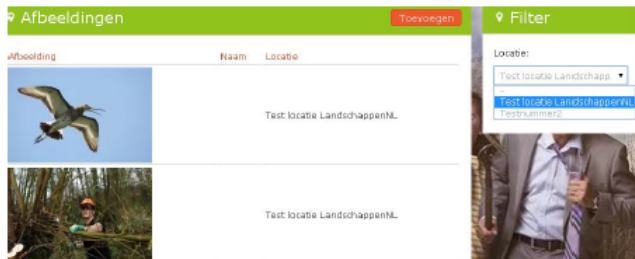 Afbeeldingen
Toevoegen
Afbeelding Naam Locatie
Test locatie LandschappenNL
Test locatie LandschappenNL
Filter
Locatie:
Test locatie Landschapp
--
Test locatie LandschappenNL
Testnummer2